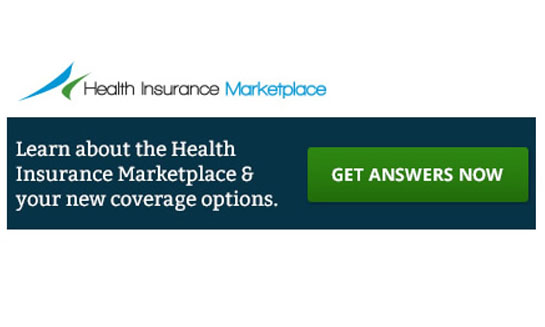 Health Insurance Marketplace
Learn about the Health
Insurance Marketplace &
your new coverage options.
GET ANSWERS NOW